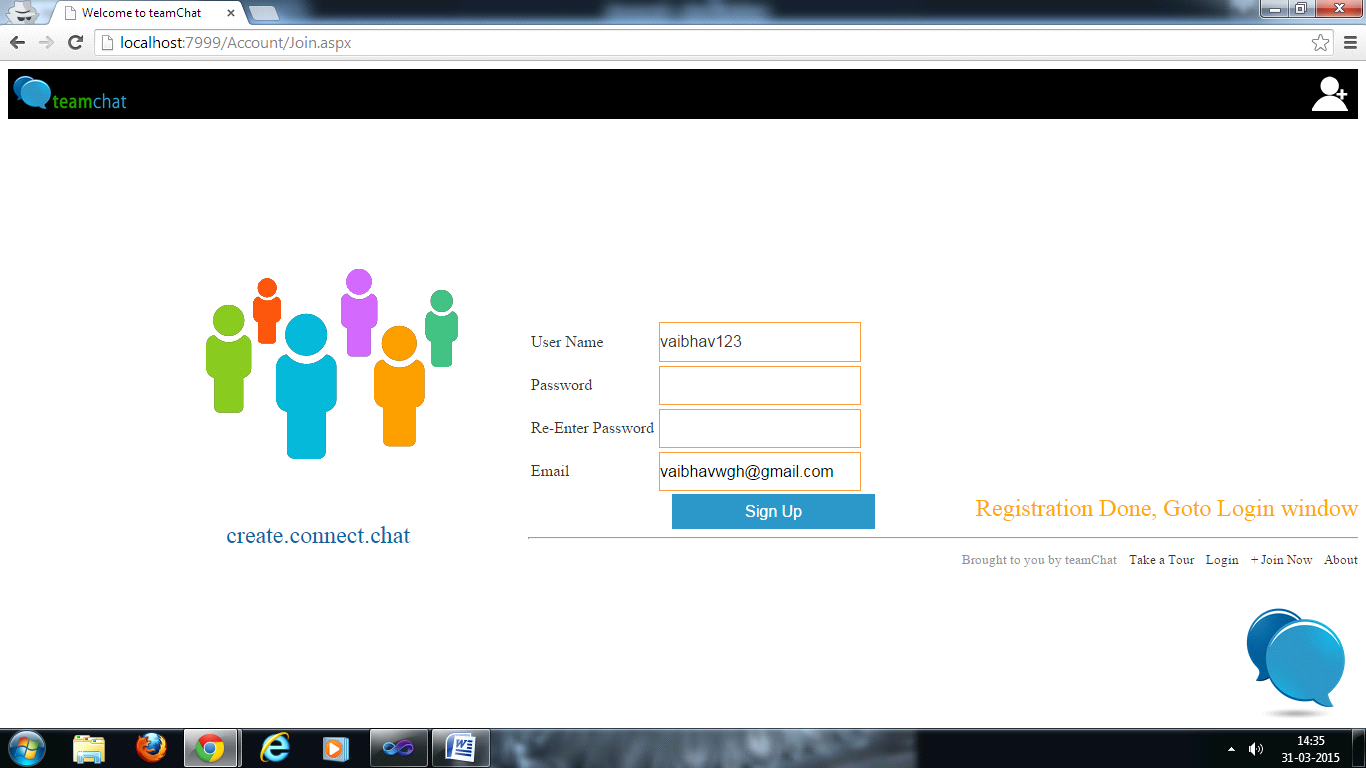 Welcome to teamChat
localhost:7999/Account/Join.aspx
teamchat
User Name vaibhav123
Password
Re-Enter Password
Email vaibhavwgh@gmail.com
Sign Up
Registration Done, Goto Login window
create.connect.chat
Brought to you by teamChat Take a Tour Login + Join Now About
14:35
31-03-2015